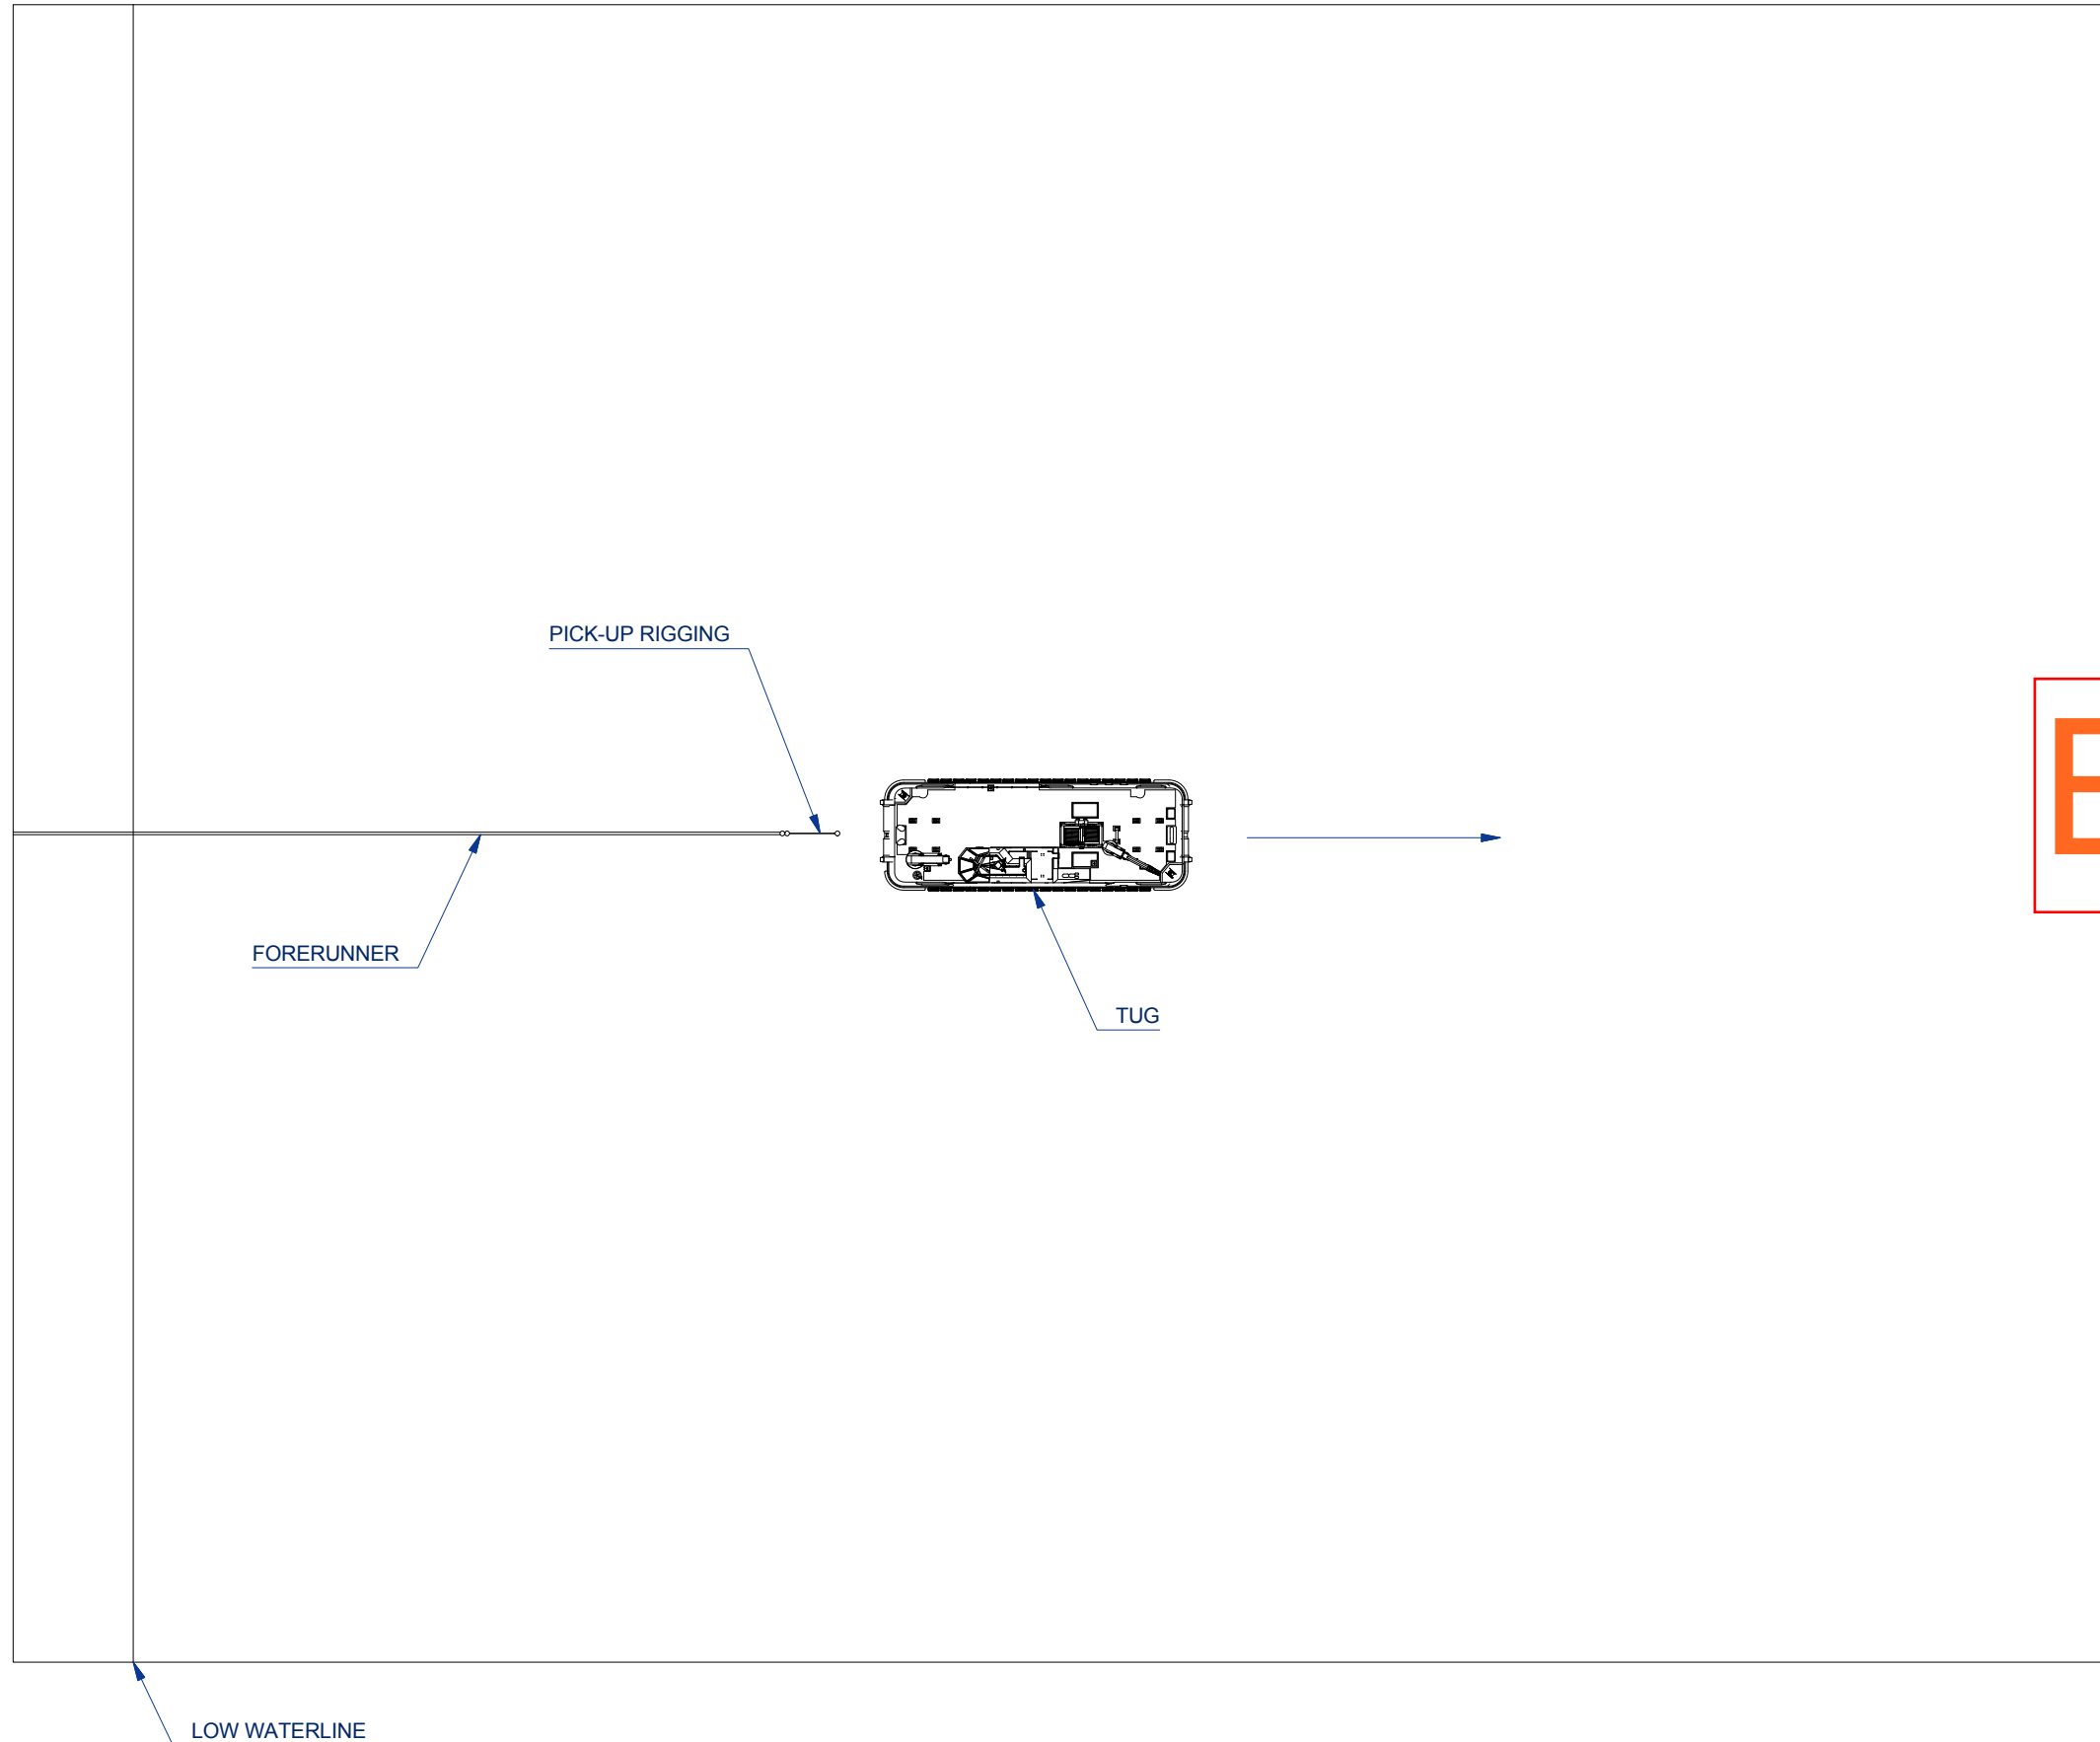 PICK-UP RIGGING
E
FORERUNNER
TUG
LOW WATERLINE